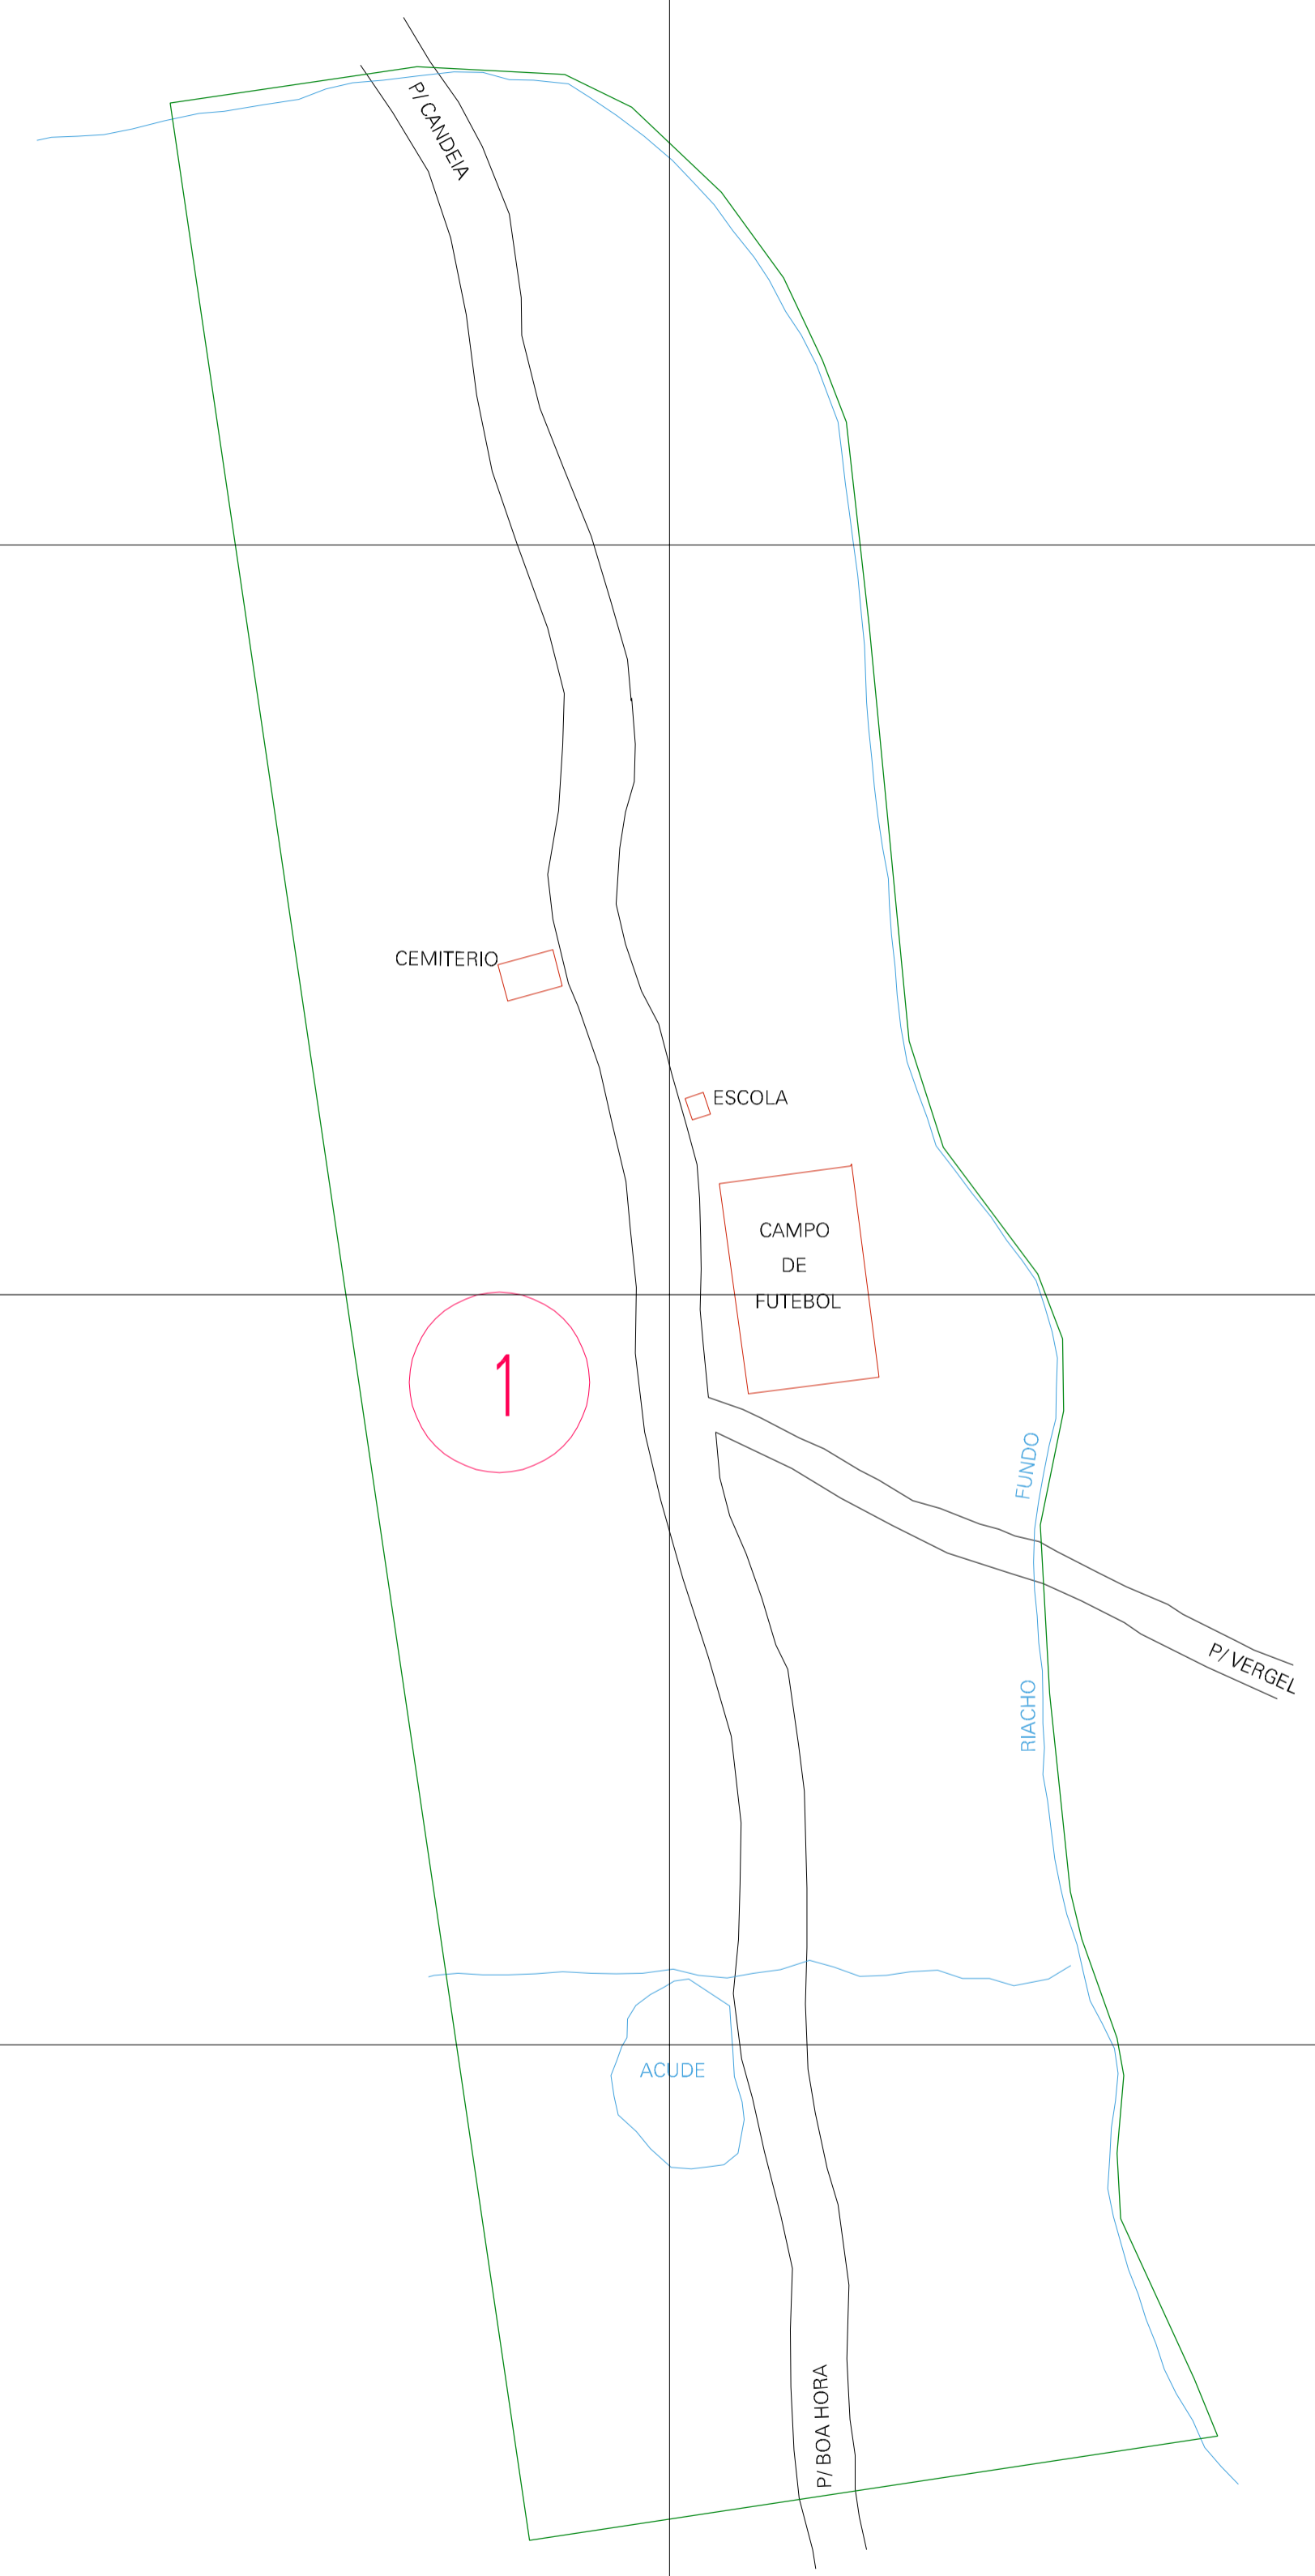 P/ CANDEIA
CEMITERIO
ESCOLA
CAMPO
DE
FUTEBOL
1
FUNDO
P/ VERGEL
RIACHO
ACUDE
P/ BOA HORA